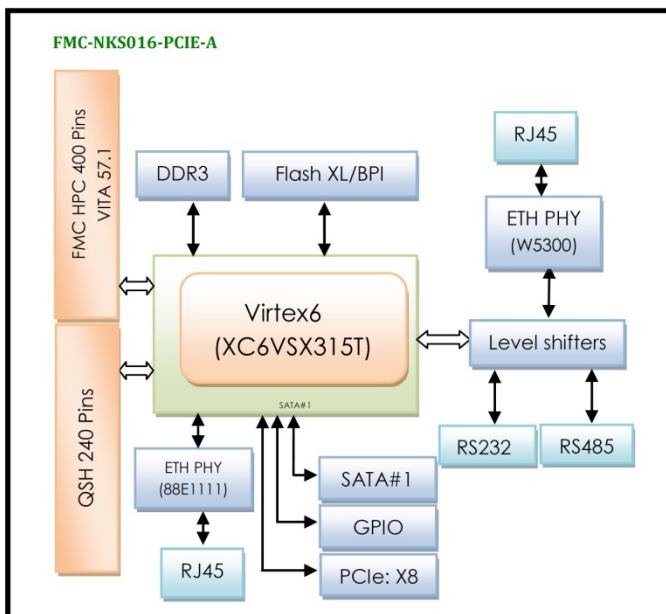 FMC-NKS016-PCIE-A
FMC HPC 400 Pins
VITA 57.1
QSH 240 Pins
DDR3
Flash XL/BPI
RJ45
ETH PHY
(W5300)
Virtex6
(XC6VSX315T)
SATA#1
Level shifters
RS232
RS485
ETH PHY
(88E1111)
RJ45
SATA#1
GPIO
PCIe: X8